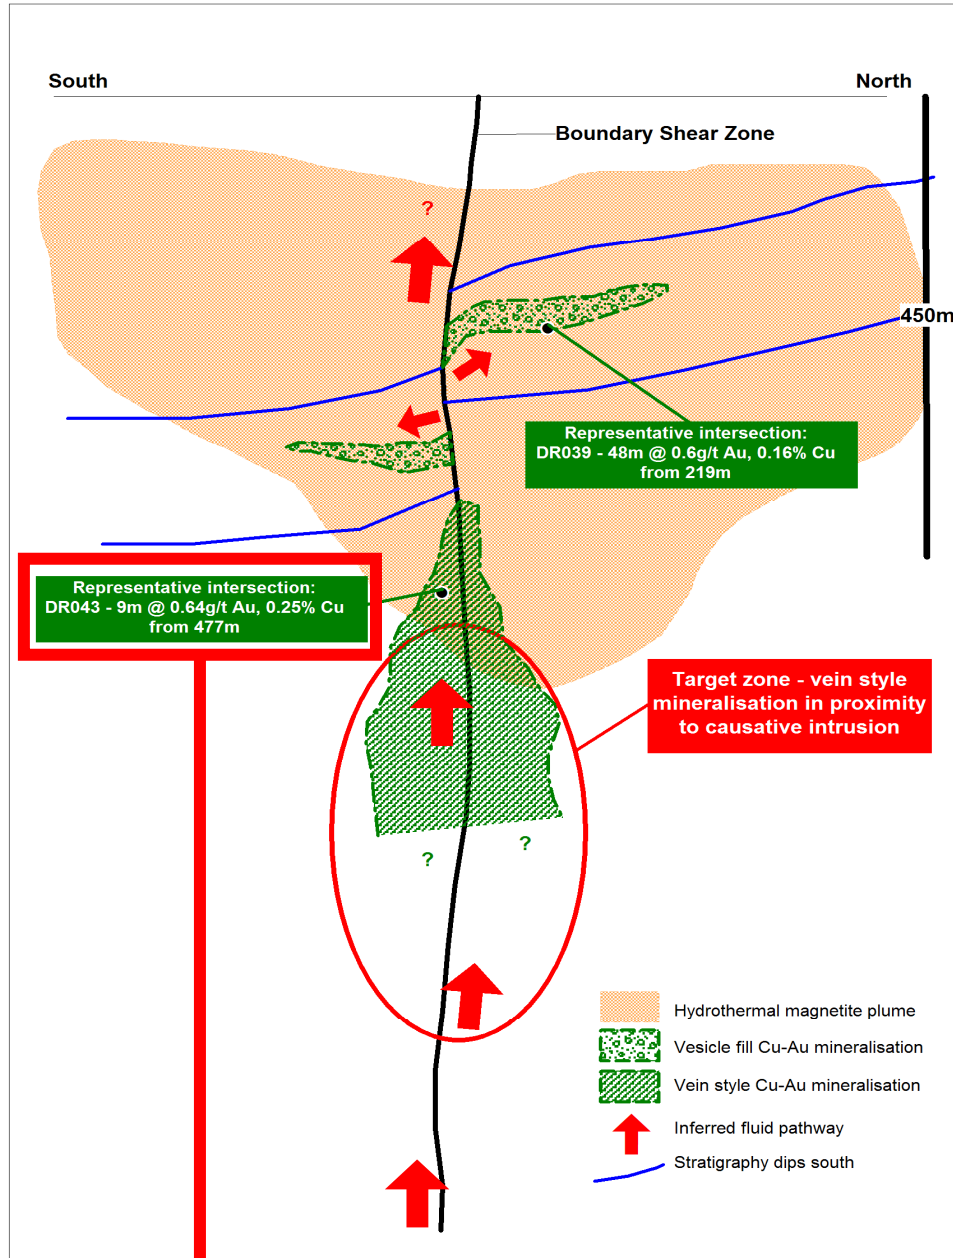 South
North
Boundary Shear Zone
?
450m
Representative intersection:
DR039 - 48m @ 0.6g/t Au, 0.16% Cu
from 219m
Representative intersection:
DR043 - 9m @ 0.64g/t Au, 0.25% Cu
from 477m
Target zone - vein style
mineralisation in proximity
to causative intrusion
?
?
Hydrothermal magnetite plume
Vesicle fill Cu-Au mineralisation
Vein style Cu-Au mineralisation
Inferred fluid pathway
Stratigraphy dips south